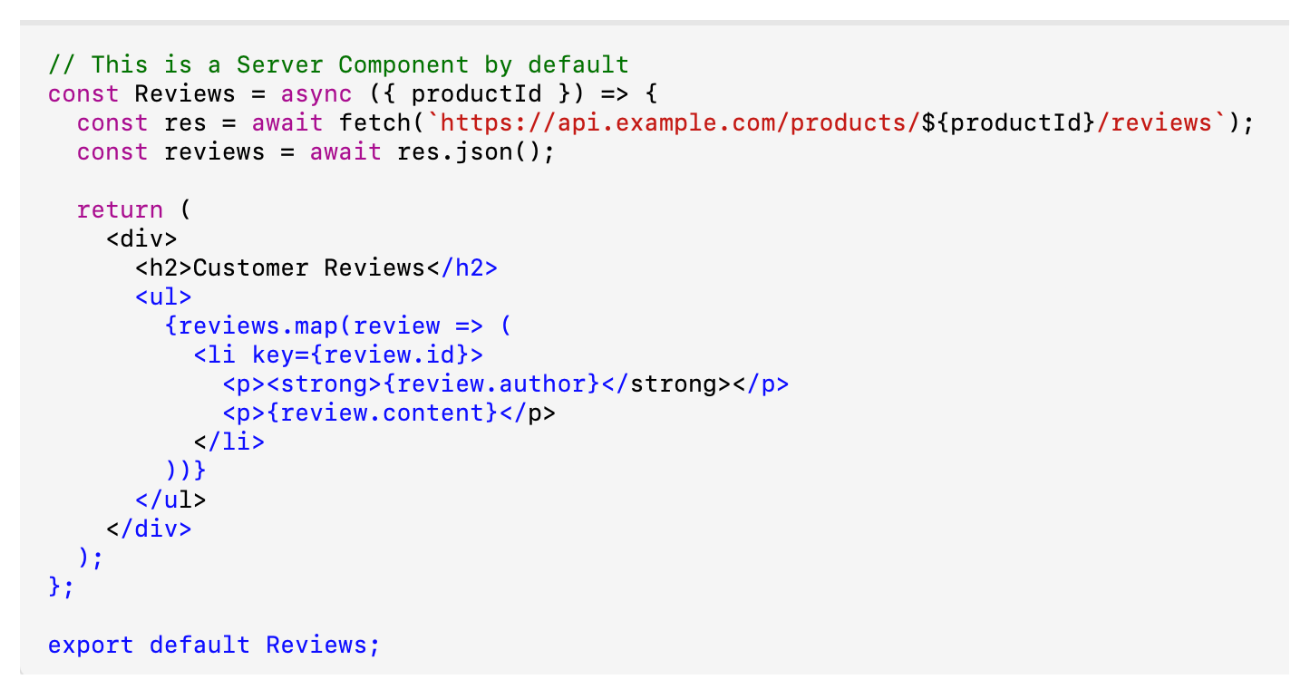 // This is a Server Component by default
const Reviews = async ({ productId }) => {
  const res = await fetch(`https://api.example.com/products/${productId}/reviews`);
  const reviews = await res.json();

  return (
    <div>
      <h2>Customer Reviews</h2>
      <ul>
        {reviews.map(review => (
          <li key={review.id}>
            <p><strong>{review.author}</strong></p>
            <p>{review.content}</p>
          </li>
        ))}
      </ul>
    </div>
  );
};

export default Reviews;